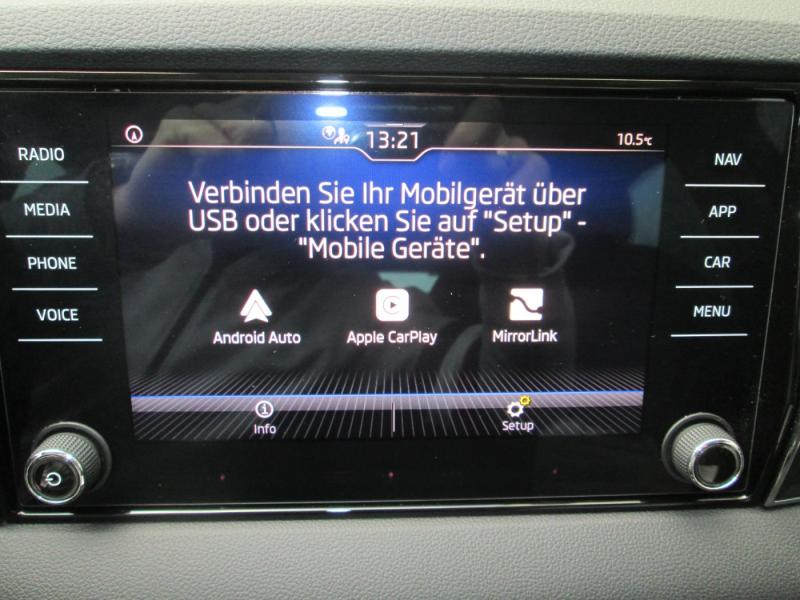 13:21
10.5°C
RADIO
MEDIA
PHONE
VOICE
Verbinden Sie Ihr Mobilgerät über
USB oder klicken Sie auf "Setup" -
"Mobile Geräte".
Android Auto
Apple CarPlay
MirrorLink
Info
Setup
NAV
APP
CAR
MENU